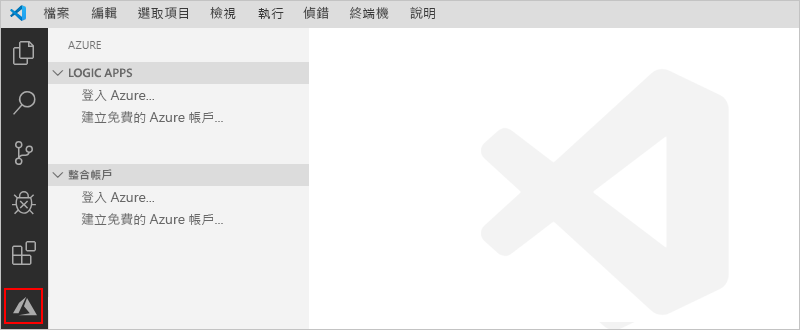 檔案 編輯 選取項目 檢視 執行 偵錯 終端機 說明
AZURE
LOGIC APPS
登入 Azure...
建立免費的 Azure 帳戶...
整合帳戶
登入 Azure...
建立免費的 Azure 帳戶...